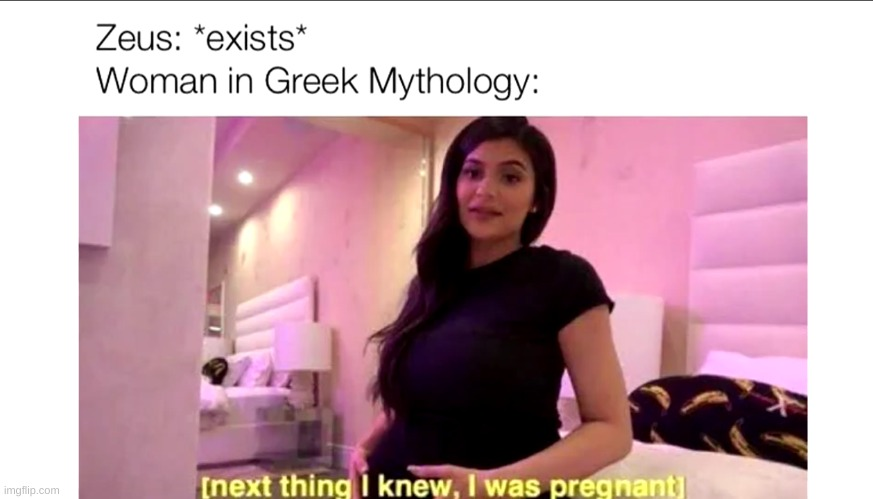 Zeus: *exists*
Woman in Greek Mythology:
[next thing I knew, I was pregnant]
imgflip.com